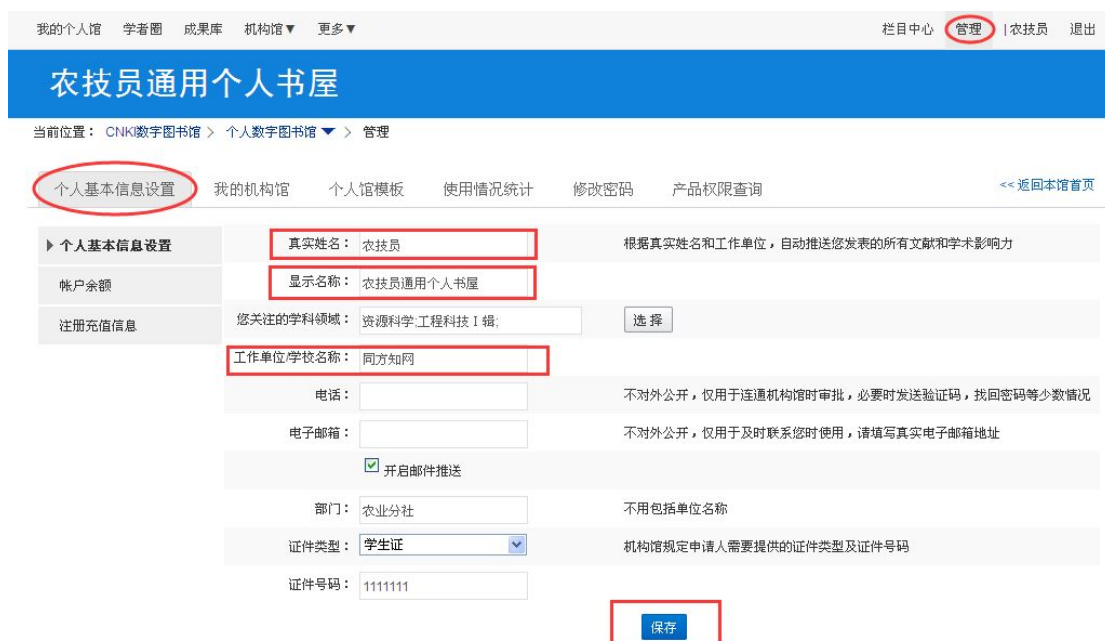 我的个人馆 学者圈 成果库 机构馆▼ 更多▼ 栏目中心 管理 | 农技员 退出
农技员通用个人书屋
当前位置: CNKI数字图书馆 > 个人数字图书馆 ▼ > 管理
个人基本信息设置 我的机构馆 个人馆模板 使用情况统计 修改密码 产品权限查询 << 返回本馆首页
▶ 个人基本信息设置
帐户余额
注册充值信息
真实姓名: 农技员 根据真实姓名和工作单位,自动推送您发表的所有文献和学术影响力
显示名称: 农技员通用个人书屋
您关注的学科领域: 资源科学;工程科技Ⅰ辑; 选择
工作单位/学校名称: 同方知网
电话: 不对外公开,仅用于连通机构馆时审批,必要时发送验证码,找回密码等少数情况
电子邮箱: 不对外公开,仅用于及时联系您时使用,请填写真实电子邮箱地址
开启邮件推送
部门: 农业分社 不用包括单位名称
证件类型: 学生证 机构馆规定申请人需要提供的证件类型及证件号码
证件号码: 1111111
保存